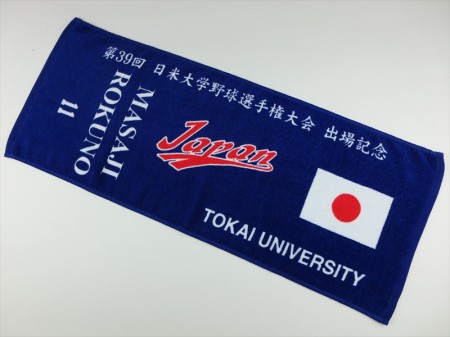 第39回 日米大学野球選手権大会 出場記念
MASAJI
ROKUNO
11
Japan
TOKAI UNIVERSITY